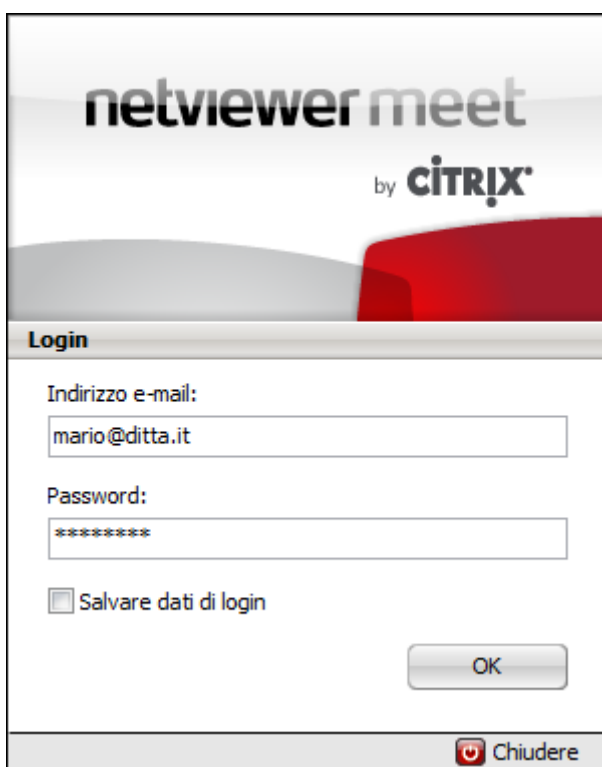 netviewer meet
by CITRIX®
Login
Indirizzo e-mail:
mario@ditta.it
Password:
********
Salvare dati di login
OK
Chiudere